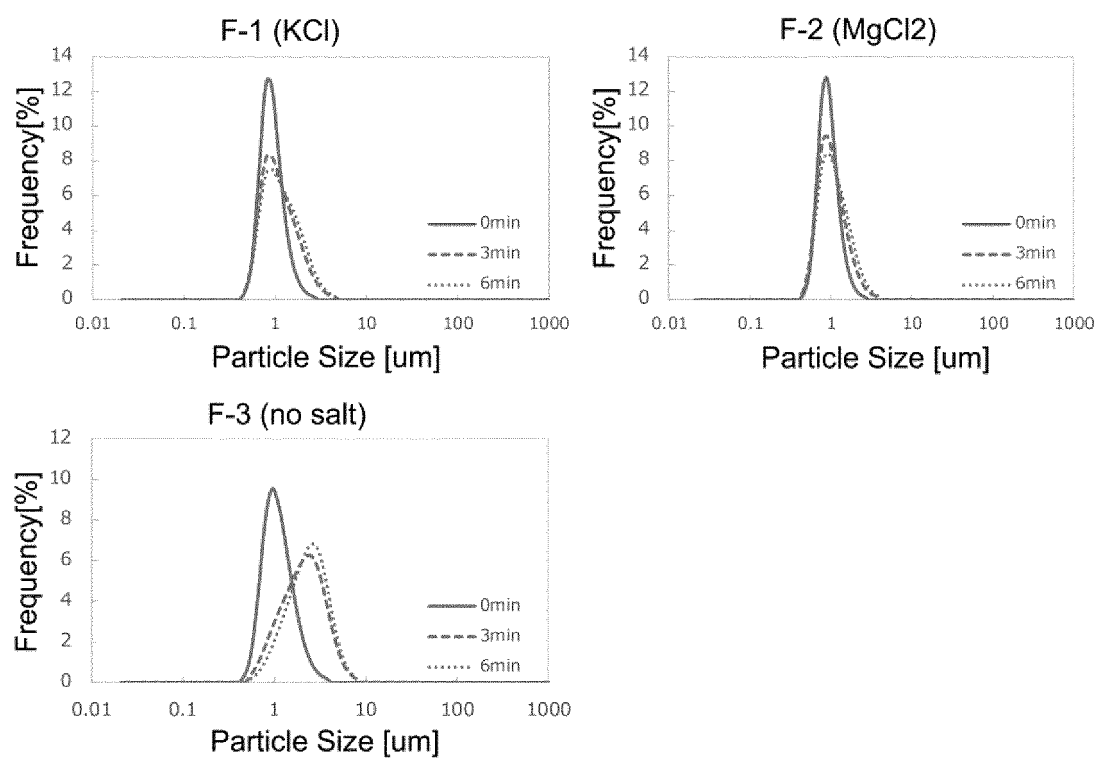 F-1 (KCl)
Frequency[%]
14
12
10
8
6
4
2
0
0min
3min
6min
0.01 0.1 1 10 100 1000
Particle Size [um]
F-2 (MgCl2)
Frequency[%]
14
12
10
8
6
4
2
0
0min
3min
6min
0.01 0.1 1 10 100 1000
Particle Size [um]
F-3 (no salt)
Frequency[%]
12
10
8
6
4
2
0
0min
3min
6min
0.01 0.1 1 10 100 1000
Particle Size [um]